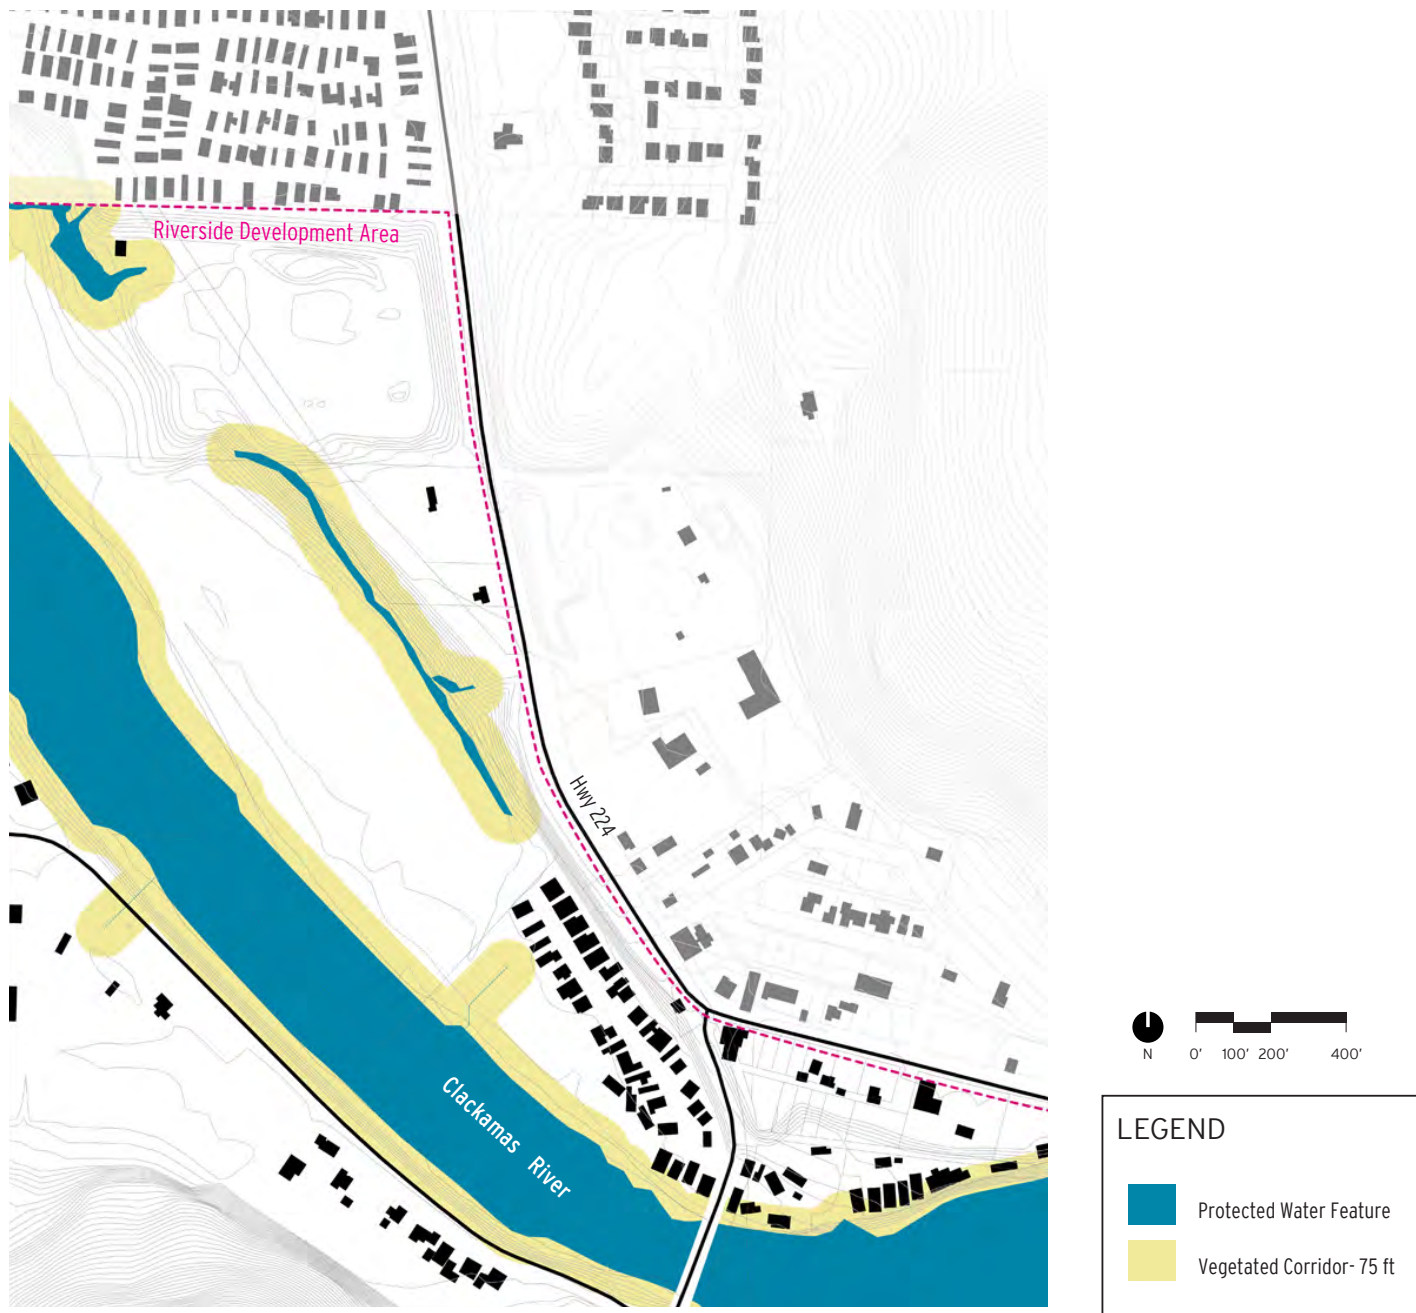 Riverside Development Area
Hwy 224
Clackamas River
N
0' 100' 200' 400'
LEGEND
Protected Water Feature
Vegetated Corridor- 75 ft